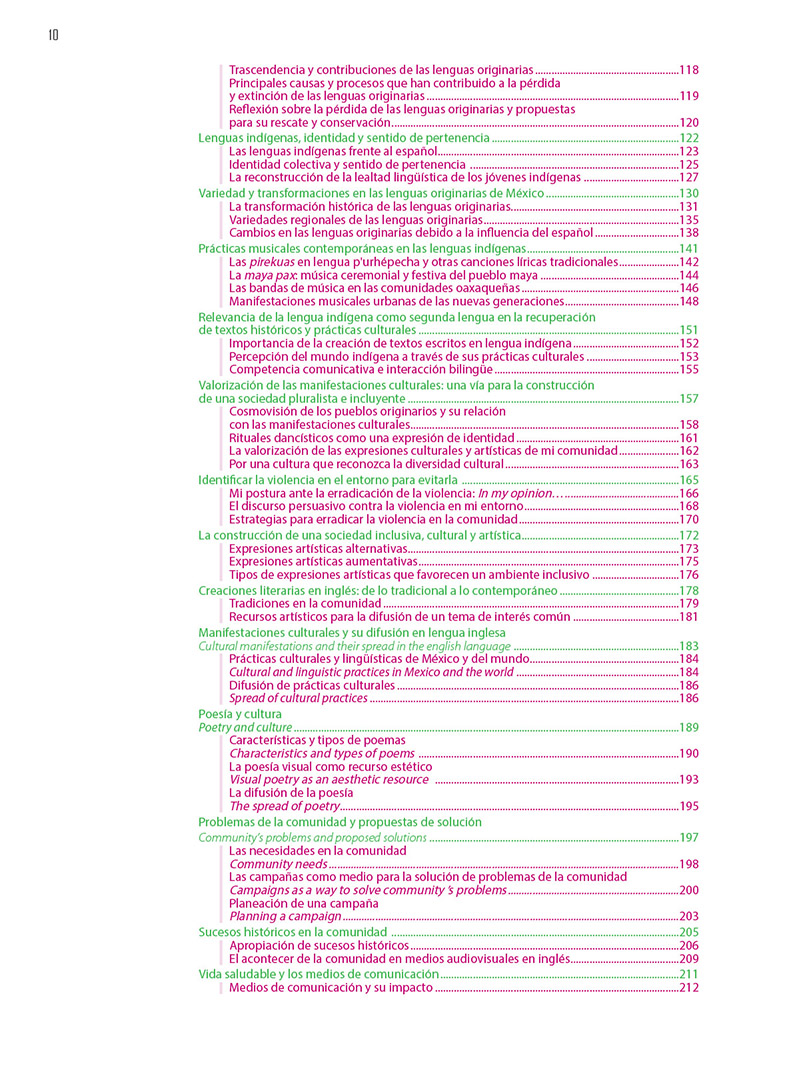 10
Trascendencia y contribuciones de las lenguas originarias.....118
Principales causas y procesos que han contribuido a la pérdida
y extinción de las lenguas originarias.....119
Reflexión sobre la pérdida de las lenguas originarias y propuestas
para su rescate y conservación.....120
Lenguas indígenas, identidad y sentido de pertenencia.....122
Las lenguas indígenas frente al español.....123
Identidad colectiva y sentido de pertenencia.....125
La reconstrucción de la lealtad lingüística de los jóvenes indígenas.....127
Variedad y transformaciones en las lenguas originarias de México.....130
La transformación histórica de las lenguas originarias.....131
Variedades regionales de las lenguas originarias.....135
Cambios en las lenguas originarias debido a la influencia del español.....138
Prácticas musicales contemporáneas en las lenguas indígenas.....141
Las pirekuas en lengua p'urhépecha y otras canciones líricas tradicionales.....142
La maya pax: música ceremonial y festiva del pueblo maya.....144
Las bandas de música en las comunidades oaxaqueñas.....146
Manifestaciones musicales urbanas de las nuevas generaciones.....148
Relevancia de la lengua indígena como segunda lengua en la recuperación
de textos históricos y prácticas culturales.....151
Importancia de la creación de textos escritos en lengua indígena.....152
Percepción del mundo indígena a través de sus prácticas culturales.....153
Competencia comunicativa e interacción bilingüe.....155
Valorización de las manifestaciones culturales: una vía para la construcción
de una sociedad pluralista e incluyente.....157
Cosmovisión de los pueblos originarios y su relación
con las manifestaciones culturales.....158
Rituales dancísticos como una expresión de identidad.....161
La valorización de las expresiones culturales y artísticas de mi comunidad.....162
Por una cultura que reconozca la diversidad cultural.....163
Identificar la violencia en el entorno para evitarla.....165
Mi postura ante la erradicación de la violencia: In my opinion….....166
El discurso persuasivo contra la violencia en mi entorno.....168
Estrategias para erradicar la violencia en la comunidad.....170
La construcción de una sociedad inclusiva, cultural y artística.....172
Expresiones artísticas alternativas.....173
Expresiones artísticas aumentativas.....175
Tipos de expresiones artísticas que favorecen un ambiente inclusivo.....176
Creaciones literarias en inglés: de lo tradicional a lo contemporáneo.....178
Tradiciones en la comunidad.....179
Recursos artísticos para la difusión de un tema de interés común.....181
Manifestaciones culturales y su difusión en lengua inglesa
Cultural manifestations and their spread in the english language.....183
Prácticas culturales y lingüísticas de México y del mundo.....184
Cultural and linguistic practices in Mexico and the world.....184
Difusión de prácticas culturales.....186
Spread of cultural practices.....186
Poesía y cultura
Poetry and culture.....189
Características y tipos de poemas
Characteristics and types of poems.....190
La poesía visual como recurso estético
Visual poetry as an aesthetic resource.....193
La difusión de la poesía
The spread of poetry.....195
Problemas de la comunidad y propuestas de solución
Community's problems and proposed solutions.....197
Las necesidades en la comunidad
Community needs.....198
Las campañas como medio para la solución de problemas de la comunidad
Campaigns as a way to solve community 's problems.....200
Planeación de una campaña
Planning a campaign.....203
Sucesos históricos en la comunidad.....205
Apropiación de sucesos históricos.....206
El acontecer de la comunidad en medios audiovisuales en inglés.....209
Vida saludable y los medios de comunicación.....211
Medios de comunicación y su impacto.....212